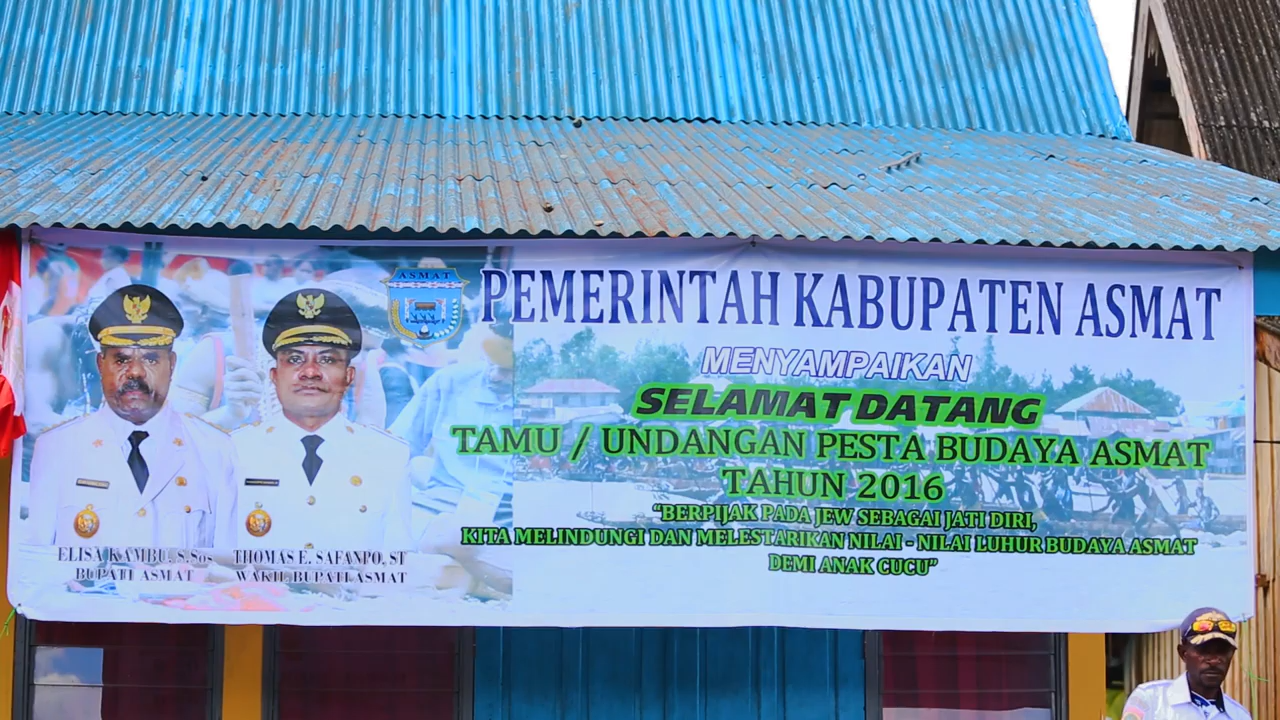 ASMAT
PEMERINTAH KABUPATEN ASMAT
MENYAMPAIKAN
SELAMAT DATANG
TAMU / UNDANGAN PESTA BUDAYA ASMAT
TAHUN 2016
“BERPIJAK PADA JEW SEBAGAI JATI DIRI,
KITA MELINDUNGI DAN MELESTARIKAN NILAI - NILAI LUHUR BUDAYA ASMAT
DEMI ANAK CUCU”
ELISA KAMBU, S.Sos
BUPATI ASMAT
THOMAS E. SAFANPO, ST
WAKIL BUPATI ASMAT